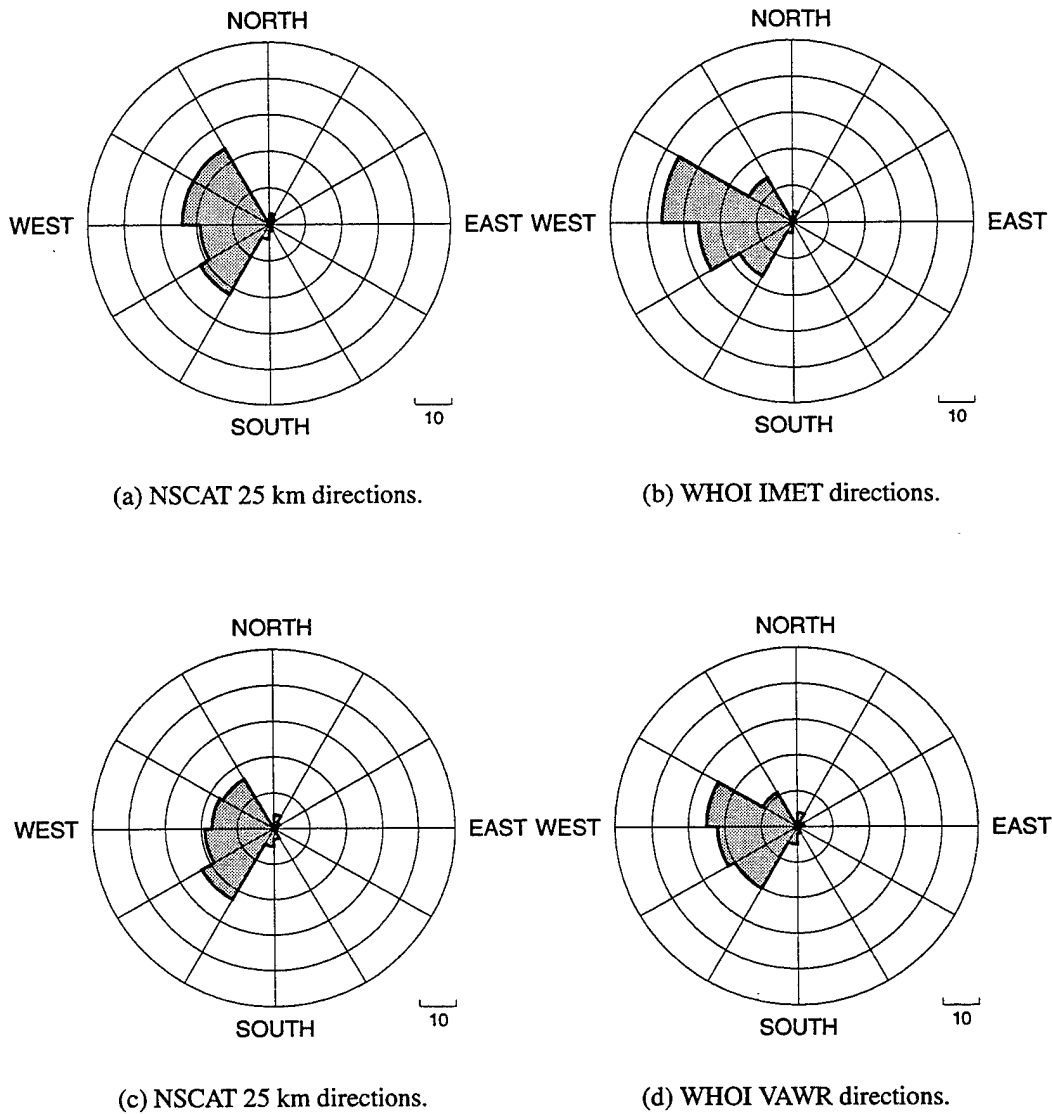 NORTH
NORTH
WEST
EAST
WEST
EAST
SOUTH
10
SOUTH
10
(a) NSCAT 25 km directions.
(b) WHOI IMET directions.
NORTH
NORTH
WEST
EAST
WEST
EAST
SOUTH
10
SOUTH
10
(c) NSCAT 25 km directions.
(d) WHOI VAWR directions.